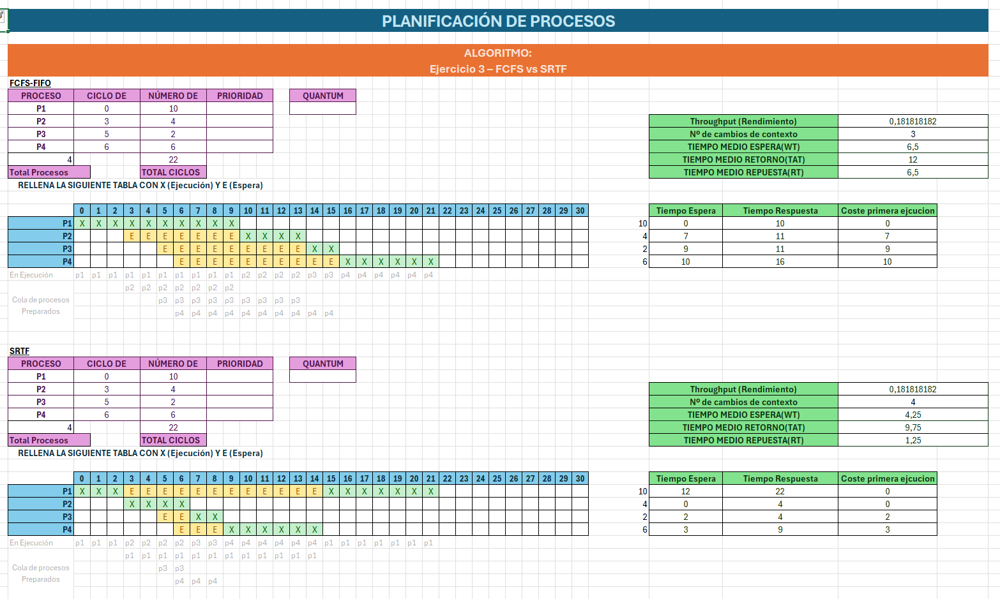 PLANIFICACIÓN DE PROCESOS
ALGORITMO:
Ejercicio 3 – FCFS vs SRTF
FCFS-FIFO
PROCESO CICLO DE NÚMERO DE PRIORIDAD QUANTUM
P1 0 10
P2 3 4 Throughput (Rendimiento) 0,181818182
P3 5 2 Nº de cambios de contexto 3
P4 6 6 TIEMPO MEDIO ESPERA(WT) 6,5
4 22 TIEMPO MEDIO RETORNO(TAT) 12
Total Procesos TOTAL CICLOS TIEMPO MEDIO REPUESTA(RT) 6,5
RELLENA LA SIGUIENTE TABLA CON X (Ejecución) Y E (Espera)
0 1 2 3 4 5 6 7 8 9 10 11 12 13 14 15 16 17 18 19 20 21 22 23 24 25 26 27 28 29 30 Tiempo Espera Tiempo Respuesta Coste primera ejcucion
P1 X X X X X X X X X X 10 0 10 0
P2 E E E E E E E X X X X 4 7 11 7
P3 E E E E E E E E E X X 2 9 11 9
P4 E E E E E E E E E E X X X X X X 6 10 16 10
En Ejecución p1 p1 p1 p1 p1 p1 p1 p1 p1 p1 p2 p2 p2 p2 p3 p3 p4 p4 p4 p4 p4 p4
p2 p2 p2 p2 p2 p2 p2
Cola de procesos p3 p3 p3 p3 p3 p3 p3 p3 p3
Preparados p4 p4 p4 p4 p4 p4 p4 p4 p4 p4
SRTF
PROCESO CICLO DE NÚMERO DE PRIORIDAD QUANTUM
P1 0 10
P2 3 4 Throughput (Rendimiento) 0,181818182
P3 5 2 Nº de cambios de contexto 4
P4 6 6 TIEMPO MEDIO ESPERA(WT) 4,25
4 22 TIEMPO MEDIO RETORNO(TAT) 9,75
Total Procesos TOTAL CICLOS TIEMPO MEDIO REPUESTA(RT) 1,25
RELLENA LA SIGUIENTE TABLA CON X (Ejecución) Y E (Espera)
0 1 2 3 4 5 6 7 8 9 10 11 12 13 14 15 16 17 18 19 20 21 22 23 24 25 26 27 28 29 30 Tiempo Espera Tiempo Respuesta Coste primera ejcucion
P1 X X X E E E E E E E E E E E E X X X X X X X 10 12 22 0
P2 X X X X 4 0 4 0
P3 E E X X 2 2 4 2
P4 E E E X X X X X X 6 3 9 3
En Ejecución p1 p1 p1 p2 p2 p2 p2 p3 p3 p4 p4 p4 p4 p4 p4 p1 p1 p1 p1 p1 p1 p1
p1 p1 p1 p1 p1 p1 p1 p1 p1 p1 p1 p1
Cola de procesos p3 p3
Preparados p4 p4 p4